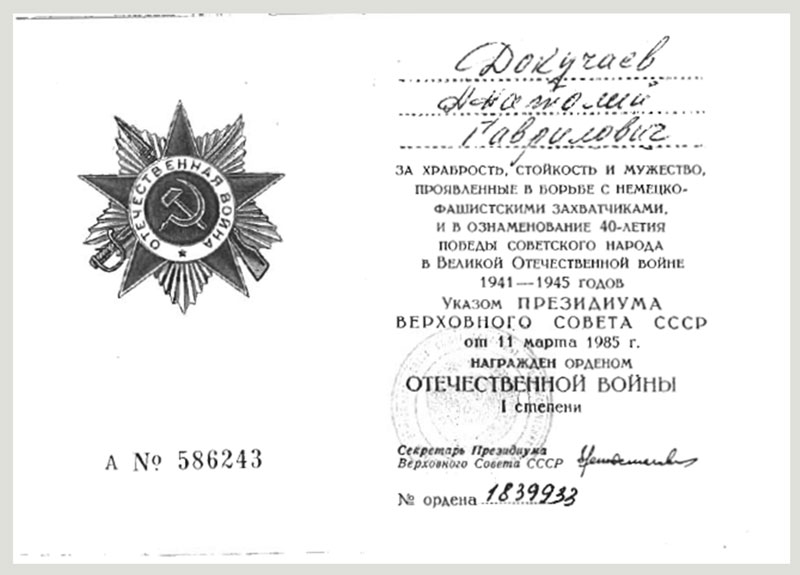 ОТЕЧЕСТВЕННАЯ ВОЙНА
А № 586243
Докучаев
Анатолий
Гаврилович
ЗА ХРАБРОСТЬ, СТОЙКОСТЬ И МУЖЕСТВО,
ПРОЯВЛЕННЫЕ В БОРЬБЕ С НЕМЕЦКО-
ФАШИСТСКИМИ ЗАХВАТЧИКАМИ,
И В ОЗНАМЕНОВАНИЕ 40-ЛЕТИЯ
ПОБЕДЫ СОВЕТСКОГО НАРОДА
В ВЕЛИКОЙ ОТЕЧЕСТВЕННОЙ ВОЙНЕ
1941—1945 ГОДОВ
УКАЗОМ ПРЕЗИДИУМА
ВЕРХОВНОГО СОВЕТА СССР
от 11 марта 1985 г.
НАГРАЖДЕН ОРДЕНОМ
ОТЕЧЕСТВЕННОЙ ВОЙНЫ
I степени
Секретарь Президиума
Верховного Совета СССР
№ ордена 1839933